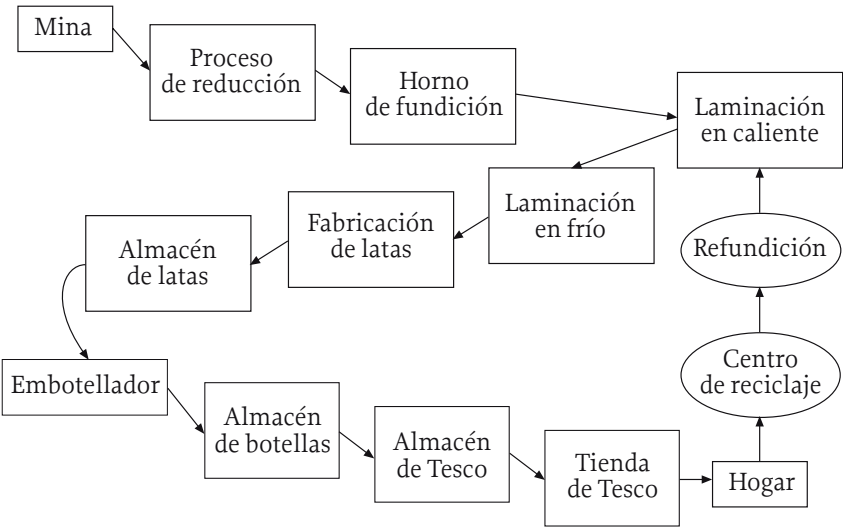 Mina
Proceso
de reducción
Horno
de fundición
Laminación
en caliente
Laminación
en frío
Fabricación
de latas
Almacén
de latas
Embotellador
Almacén
de botellas
Almacén
de Tesco
Tienda
de Tesco
Hogar
Centro
de reciclaje
Refundición